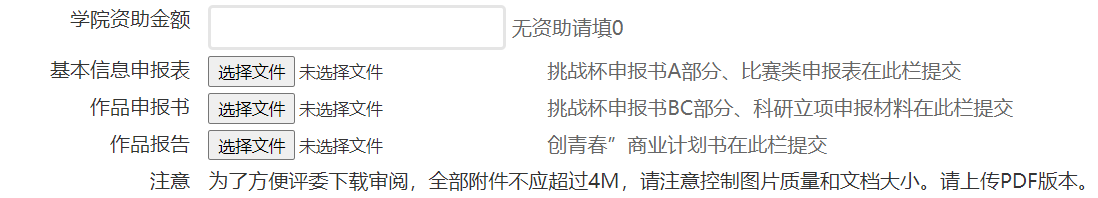 学院资助金额 无资助请填0
基本信息申报表 选择文件 未选择文件 挑战杯申报书A部分、比赛类申报表在此栏提交
作品申报书 选择文件 未选择文件 挑战杯申报书BC部分、科研立项申报材料在此栏提交
作品报告 选择文件 未选择文件 创青春”商业计划书在此栏提交
注意 为了方便评委下载审阅，全部附件不应超过4M，请注意控制图片质量和文档大小。请上传PDF版本。